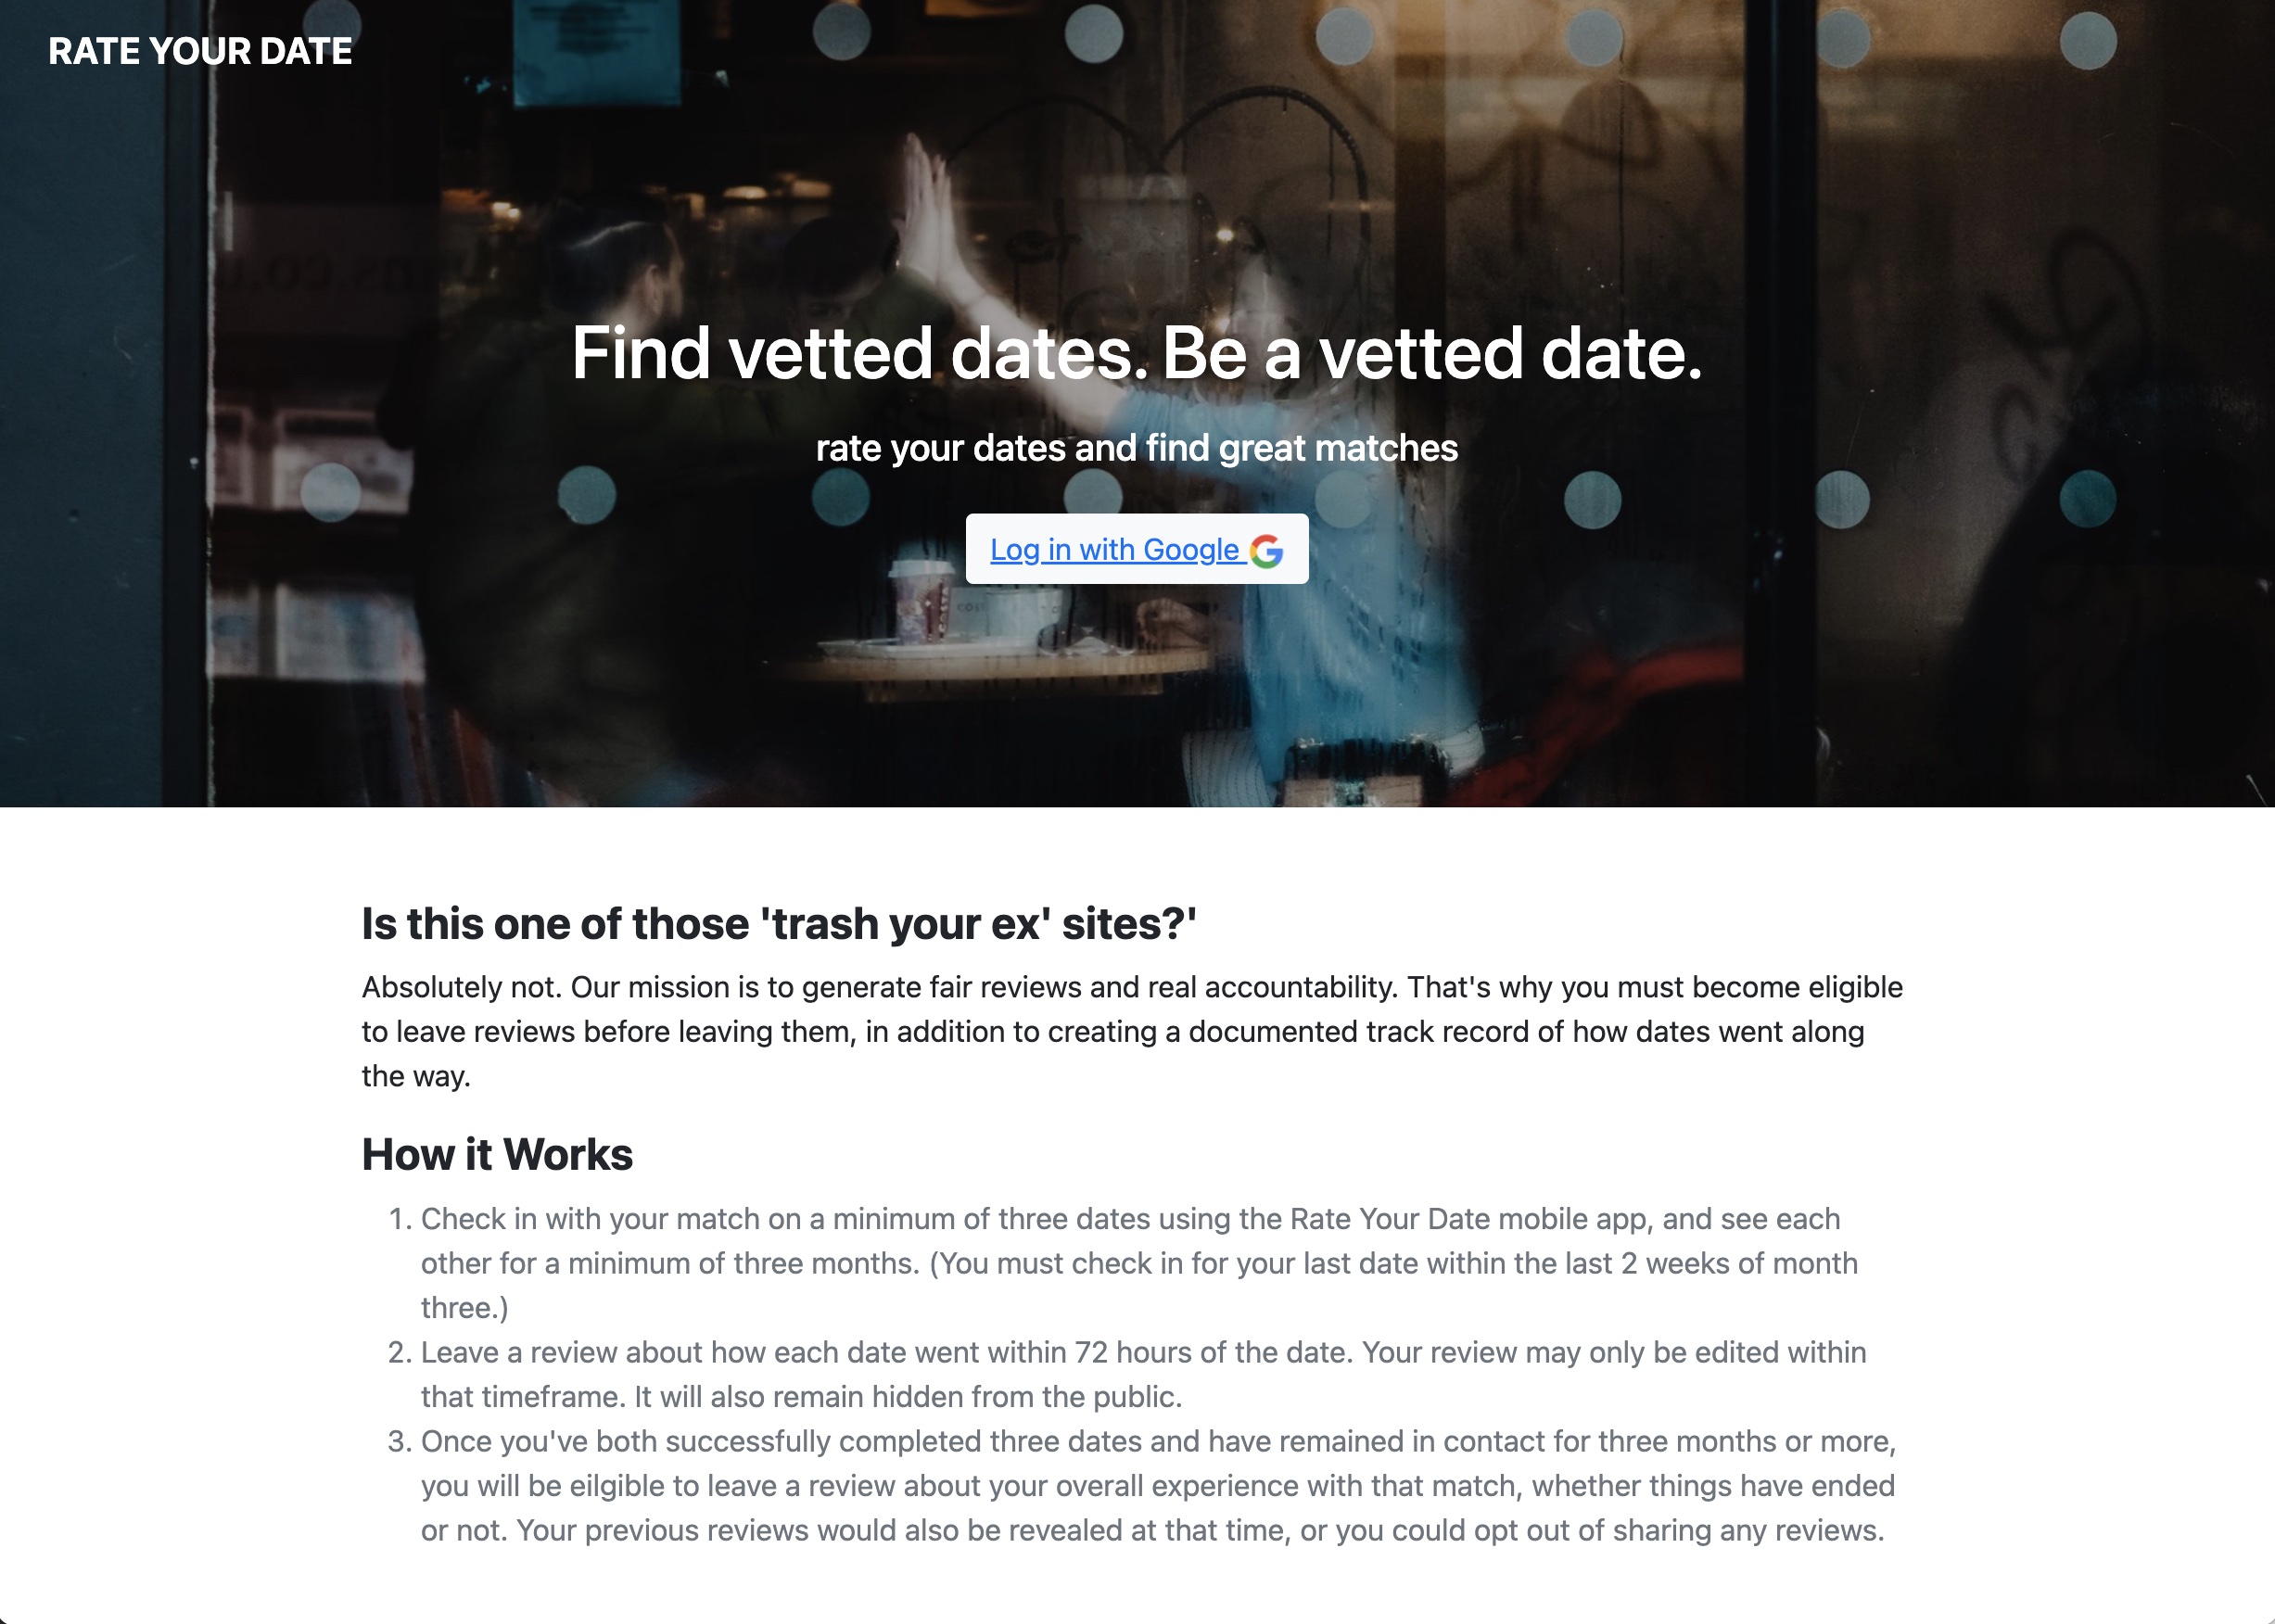 RATE YOUR DATE
Find vetted dates. Be a vetted date.
rate your dates and find great matches
Log in with Google
Is this one of those 'trash your ex' sites?'
Absolutely not. Our mission is to generate fair reviews and real accountability. That's why you must become eligible
to leave reviews before leaving them, in addition to creating a documented track record of how dates went along
the way.
How it Works
1. Check in with your match on a minimum of three dates using the Rate Your Date mobile app, and see each
other for a minimum of three months. (You must check in for your last date within the last 2 weeks of month
three.)
2. Leave a review about how each date went within 72 hours of the date. Your review may only be edited within
that timeframe. It will also remain hidden from the public.
3. Once you've both successfully completed three dates and have remained in contact for three months or more,
you will be eilgible to leave a review about your overall experience with that match, whether things have ended
or not. Your previous reviews would also be revealed at that time, or you could opt out of sharing any reviews.